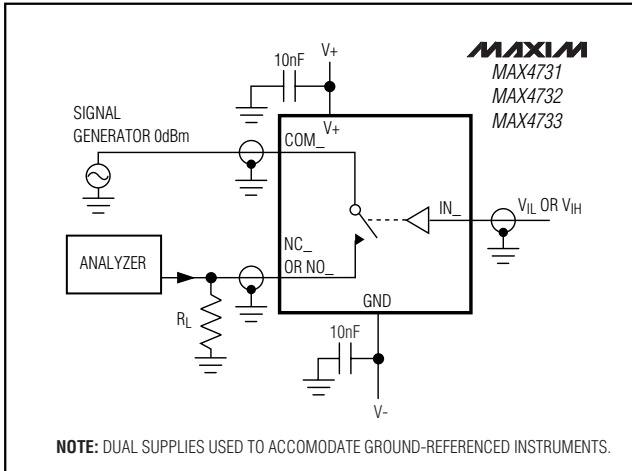 10nF
V+
MAXIM
MAX4731
MAX4732
MAX4733
SIGNAL
GENERATOR 0dBm
V+
COM_
IN_
VIL OR VIH
NC_
OR NO_
ANALYZER
RL
GND
10nF
V-
NOTE: DUAL SUPPLIES USED TO ACCOMODATE GROUND-REFERENCED INSTRUMENTS.